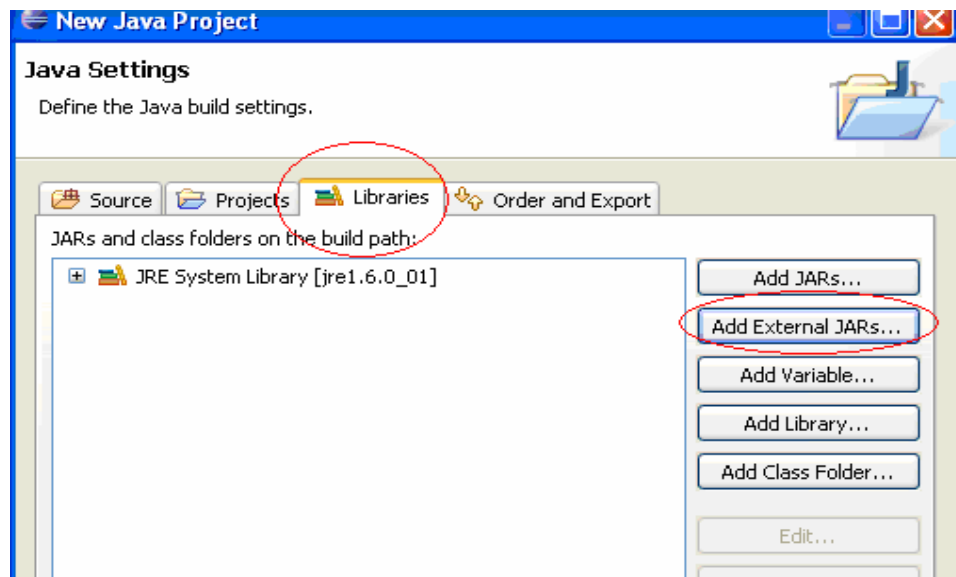 New Java Project
Java Settings
Define the Java build settings.
Source Projects Libraries Order and Export
JARs and class folders on the build path:
JRE System Library [jre1.6.0_01]
Add JARs...
Add External JARs...
Add Variable...
Add Library...
Add Class Folder...
Edit...